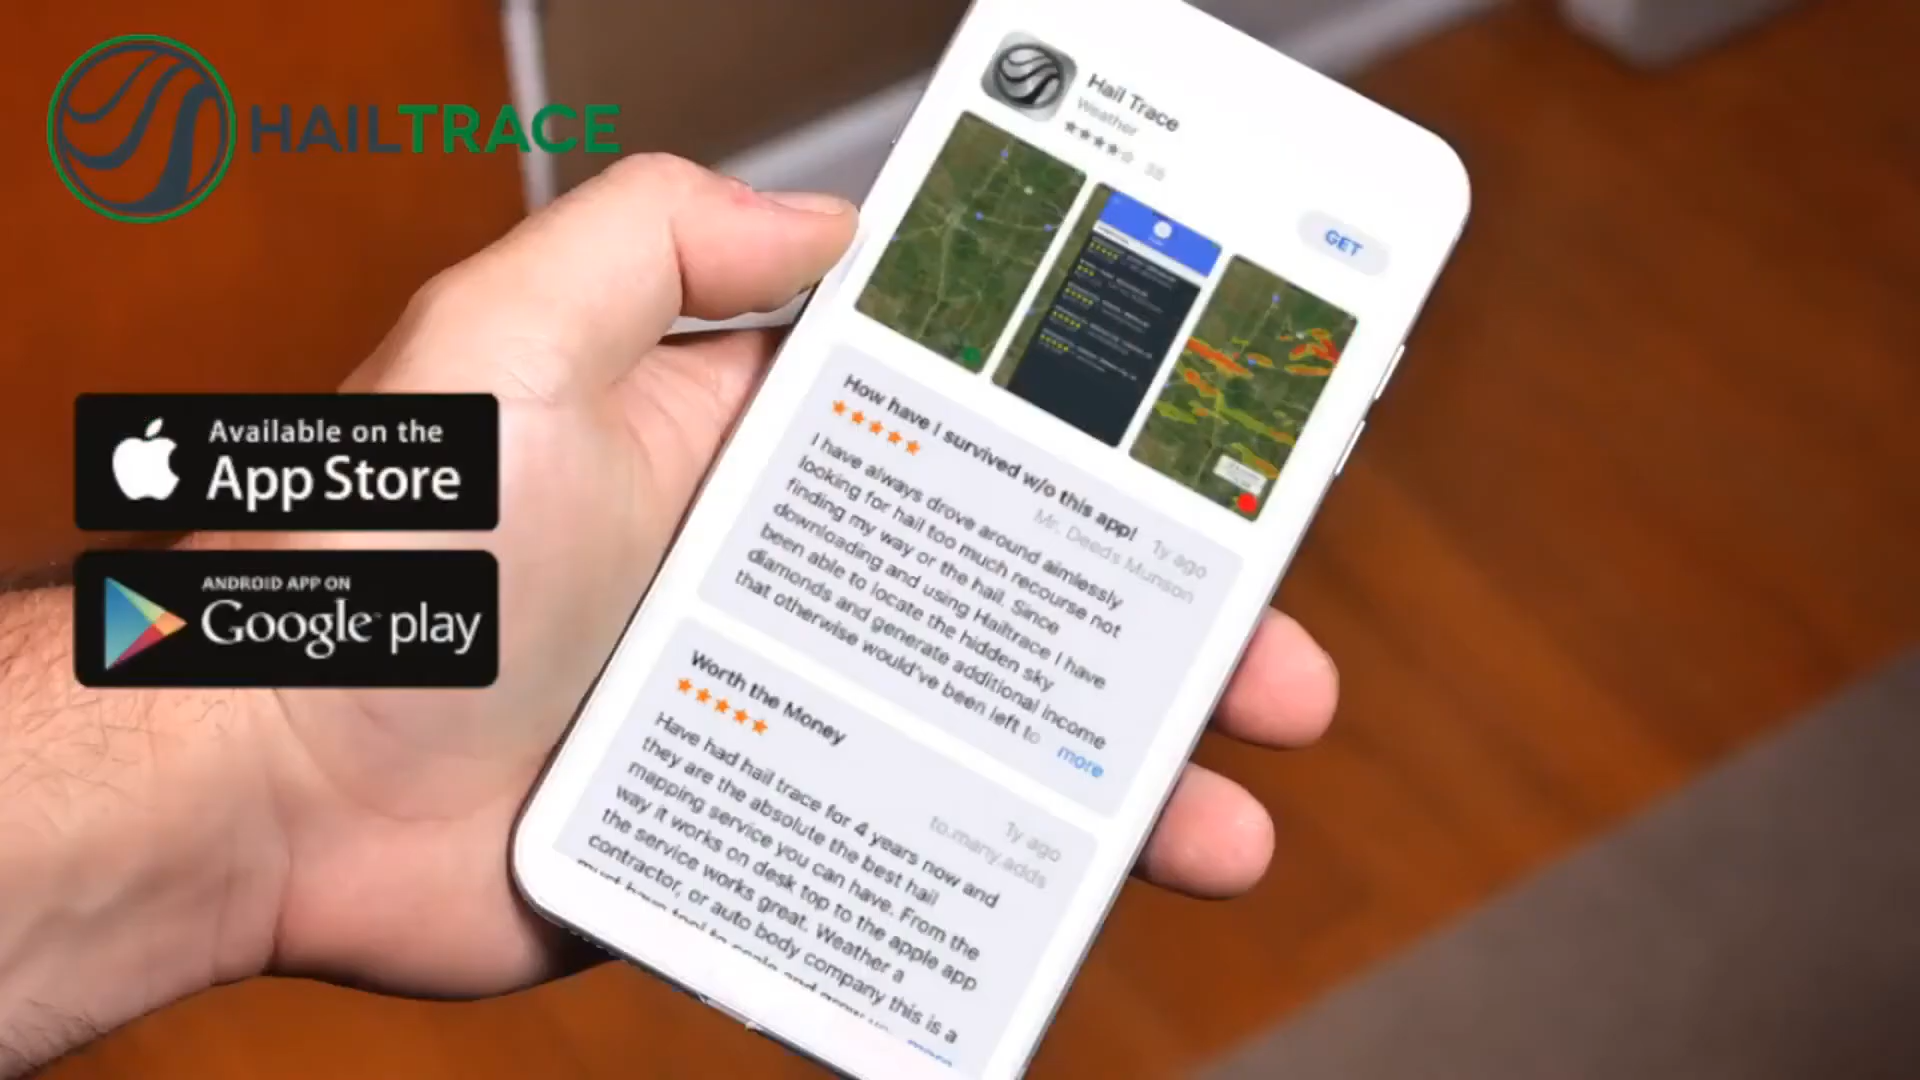 HAILTRACE
Available on the
App Store
ANDROID APP ON
Google play
Hail Trace
Weather
GET
How have I survived w/o this app!
1y ago
Mr. Deeds Munson
I have always drove around aimlessly
looking for hail too much recourse not
finding my way or the hail. Since
downloading and using Hailtrace I have
been able to locate the hidden sky
diamonds and generate additional income
that otherwise would've been left to
more
Worth the Money
1y ago
to.many.adds
Have had hail trace for 4 years now and
they are the absolute the best hail
mapping service you can have. From the
way it works on desk top to the apple app
the service works great. Weather a
contractor, or auto body company this is a